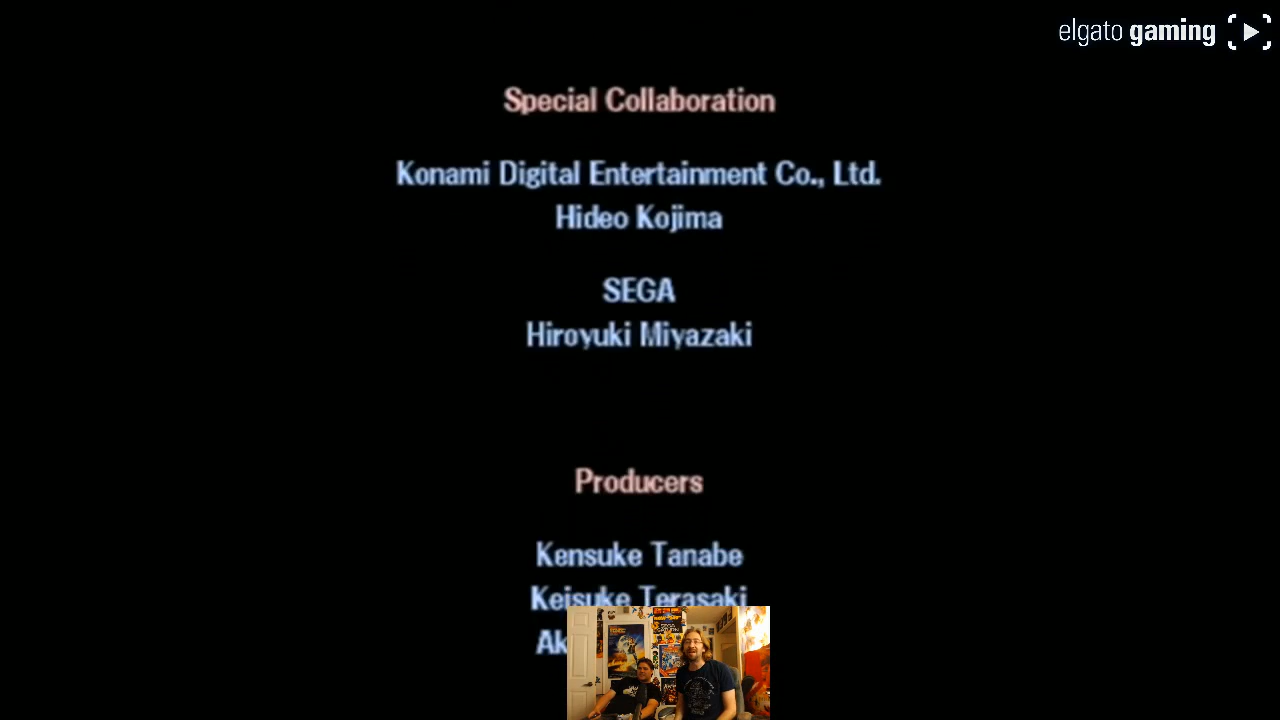 elgato gaming
Special Collaboration
Konami Digital Entertainment Co., Ltd.
Hideo Kojima
SEGA
Hiroyuki Miyazaki
Producers
Kensuke Tanabe
Keisuke Terasaki